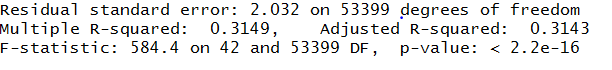 Residual standard error: 2.032 on 53399 degrees of freedom
Multiple R-squared:  0.3149,    Adjusted R-squared:  0.3143
F-statistic: 584.4 on 42 and 53399 DF,  p-value: < 2.2e-16